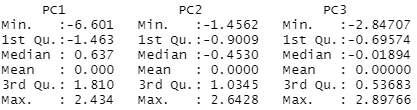 PC1 PC2 PC3
Min. :-6.601 Min. :-1.4562 Min. :-2.84707
1st Qu.:-1.463 1st Qu.:-0.9009 1st Qu.:-0.69574
Median : 0.637 Median :-0.4530 Median :-0.01894
Mean : 0.000 Mean : 0.0000 Mean : 0.00000
3rd Qu.: 1.810 3rd Qu.: 1.0345 3rd Qu.: 0.53683
Max. : 2.434 Max. : 2.6428 Max. : 2.89763